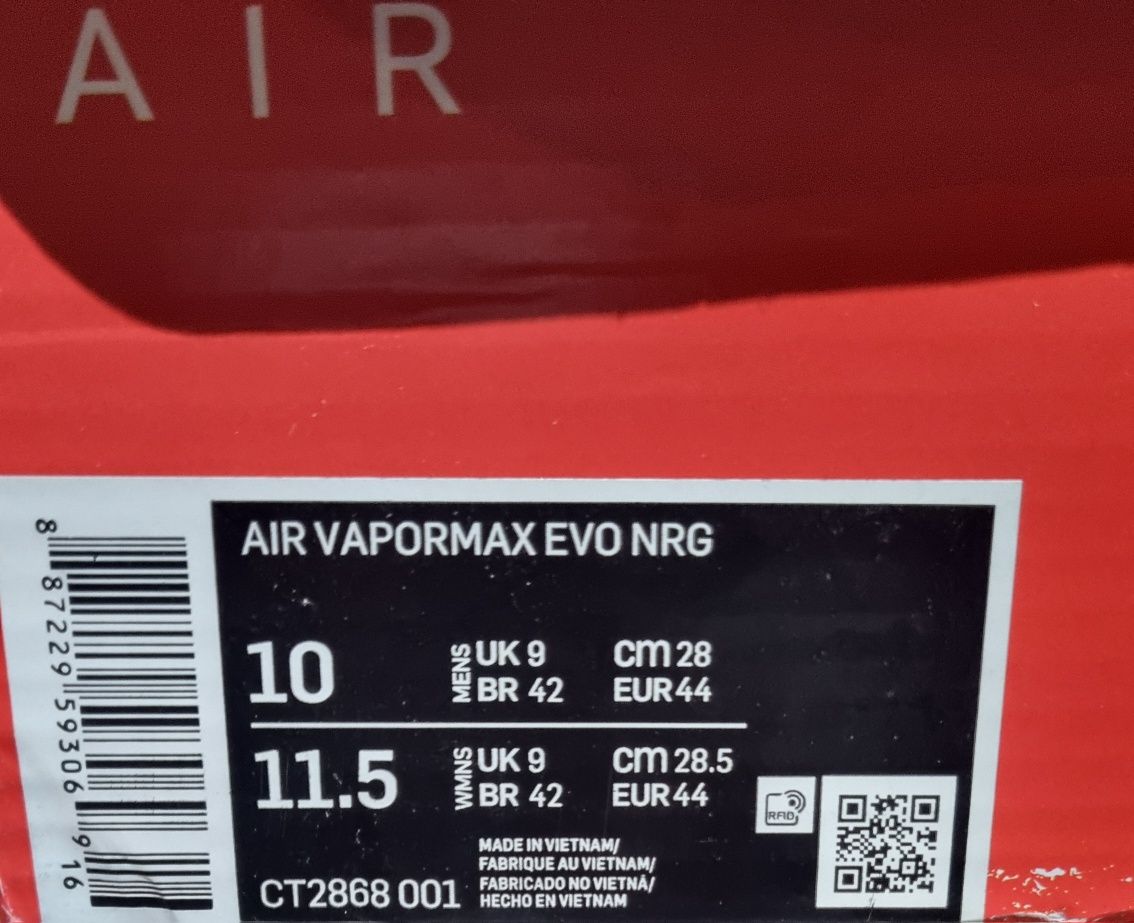 AIR
AIR VAPORMAX EVO NRG
10 MENS UK 9 cm 28
BR 42 EUR 44
11.5 WMNS UK 9 cm 28.5
BR 42 EUR 44
MADE IN VIETNAM/
FABRIQUE AU VIETNAM/
FABRICADO NO VIETNÃ/
HECHO EN VIETNAM
CT2868 001
RFID
8 87229 59306 9 16